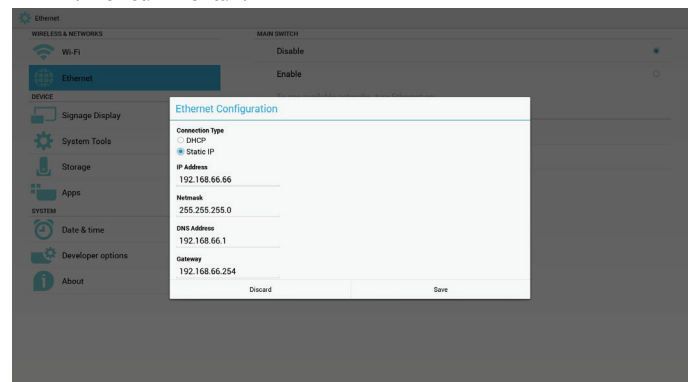 Ethernet
WIRELESS & NETWORKS
MAIN SWITCH
Wi-Fi
Disable
Ethernet
Enable
DEVICE
Signage Display
System Tools
Storage
Apps
SYSTEM
Date & time
Developer options
About
Ethernet Configuration
Connection Type
DHCP
Static IP
IP Address
192.168.66.66
Netmask
255.255.255.0
DNS Address
192.168.66.1
Gateway
192.168.66.254
Discard
Save